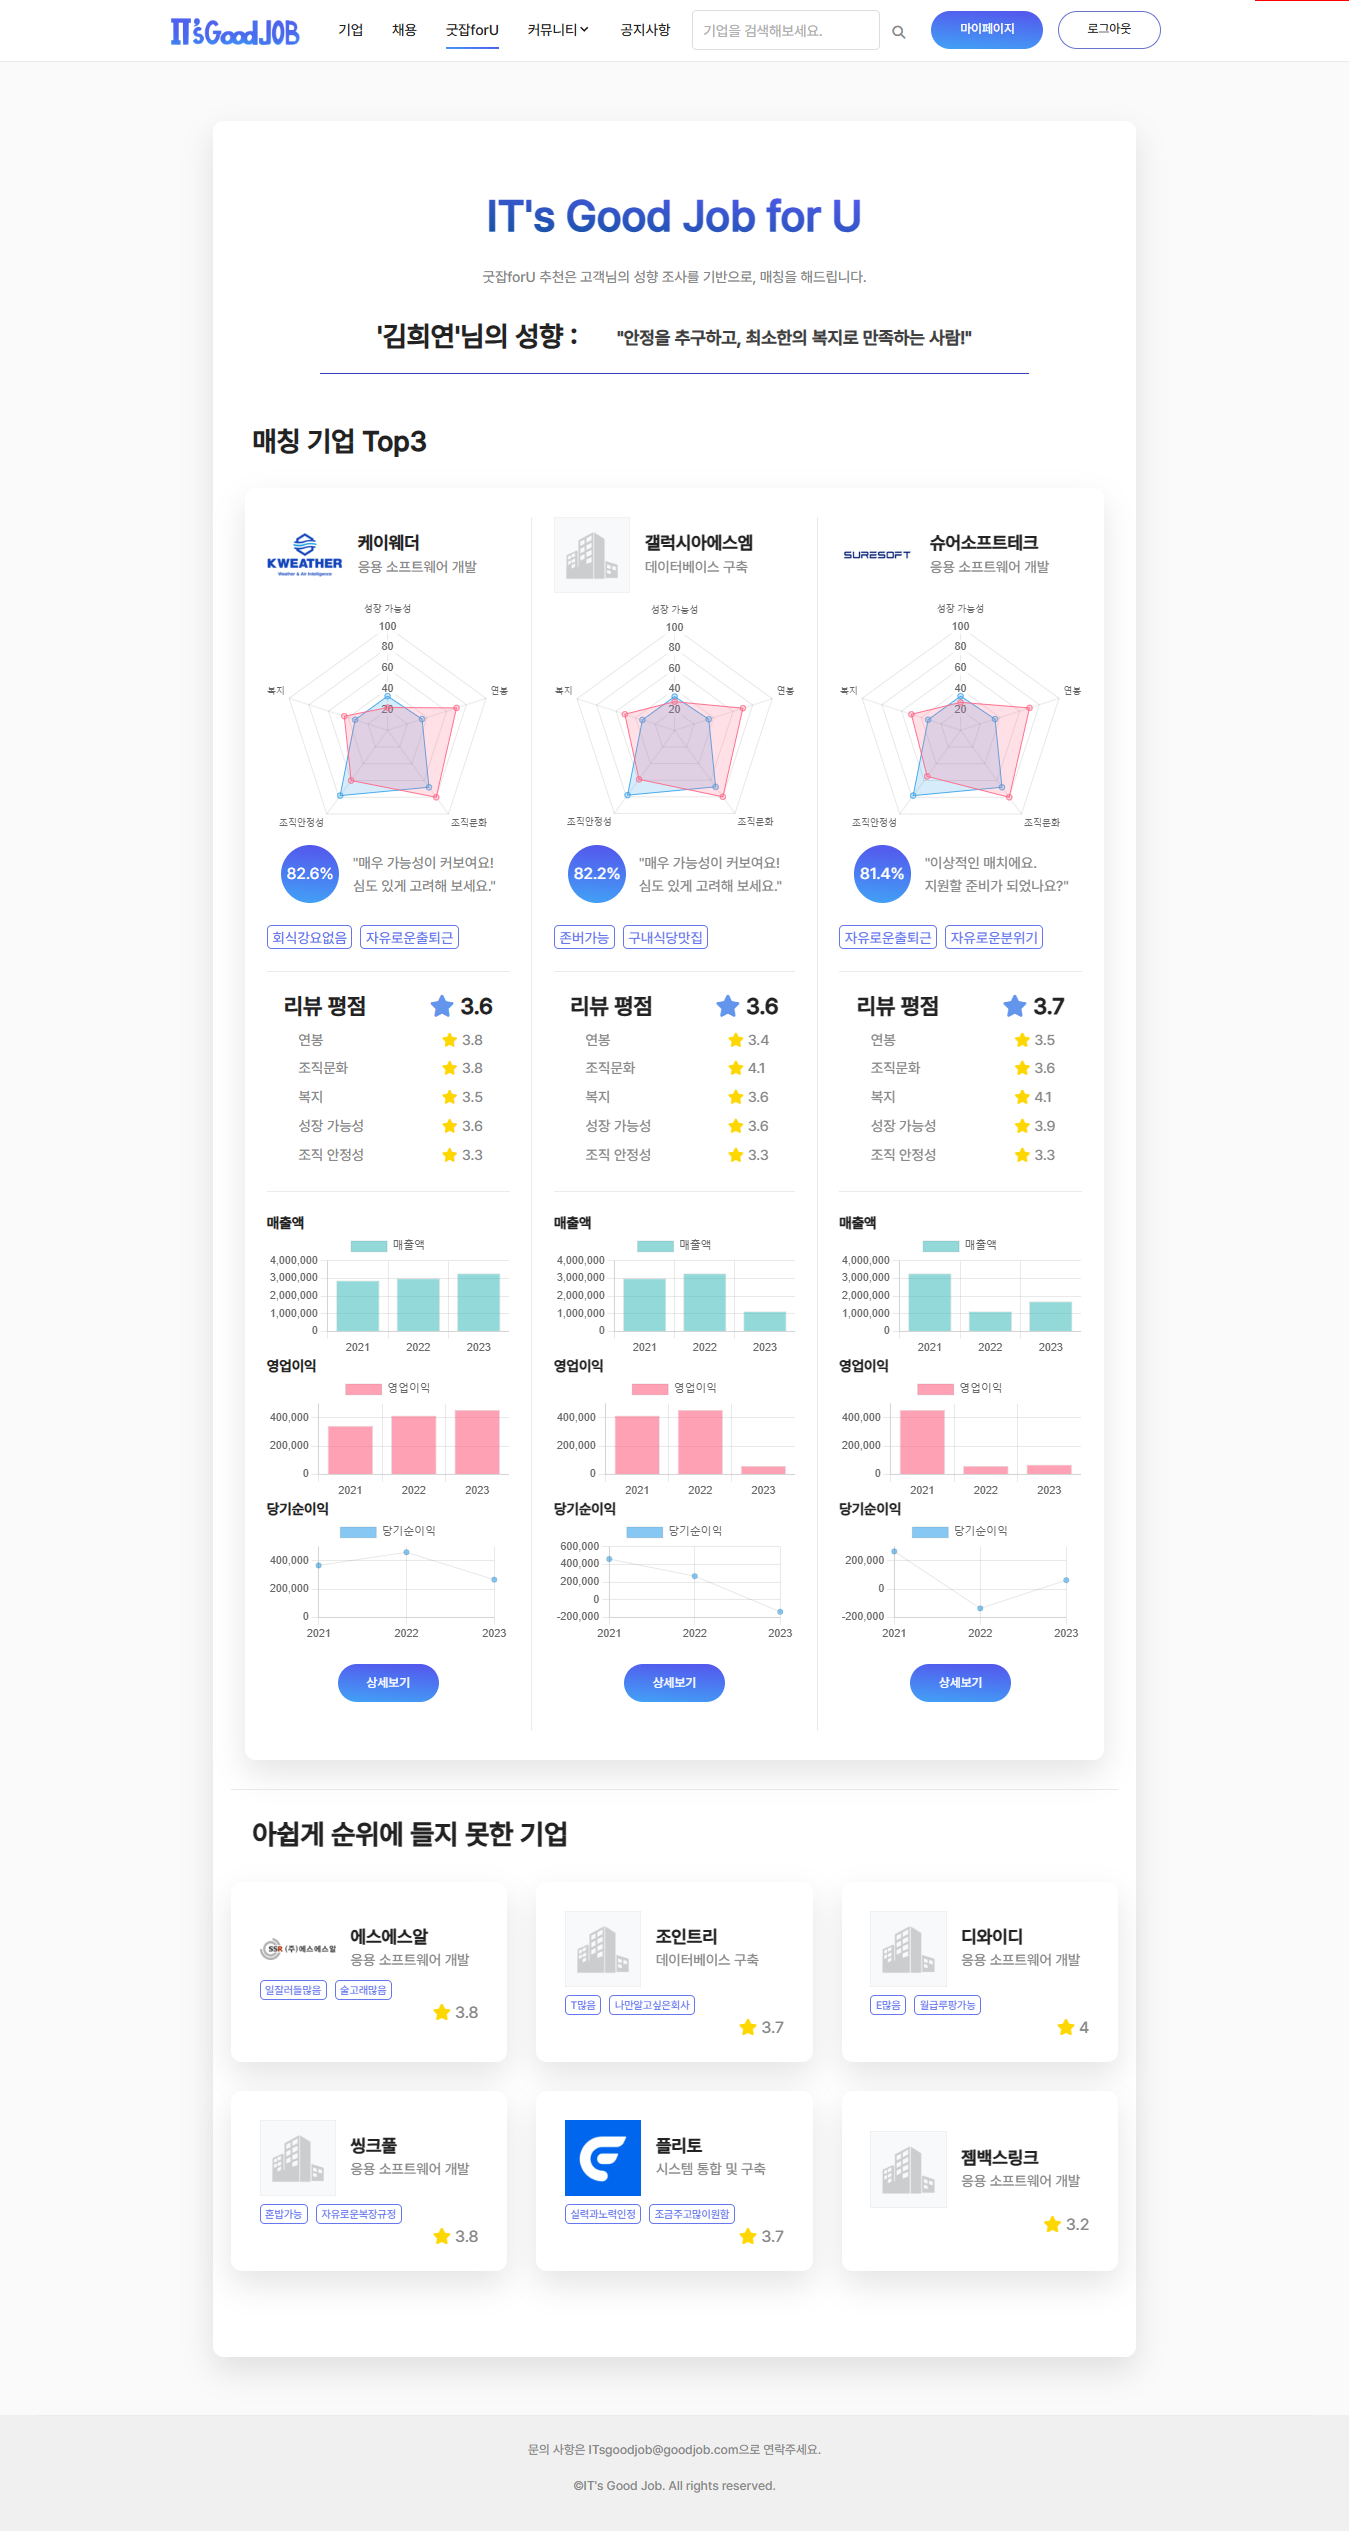 IT'sGoodJOB 기업 채용 굿잡forU 커뮤니티 공지사항 기업을 검색해보세요. 마이페이지 로그아웃
IT's Good Job for U
굿잡forU 추천은 고객님의 성향 조사를 기반으로, 매칭을 해드립니다.
'김희연'님의 성향 : "안정을 추구하고, 최소한의 복지로 만족하는 사람!"
매칭 기업 Top3
KWEATHER
Weather & Air Intelligence
케이웨더
응용 소프트웨어 개발
성장 가능성
100
80
60
40
20
복지
연봉
조직안정성
조직문화
82.6%
"매우 가능성이 커보여요!
심도 있게 고려해 보세요."
회식강요없음 자유로운출퇴근
리뷰 평점 3.6
연봉 3.8
조직문화 3.8
복지 3.5
성장 가능성 3.6
조직 안정성 3.3
매출액
매출액
4,000,000
3,000,000
2,000,000
1,000,000
0
2021 2022 2023
영업이익
영업이익
400,000
200,000
0
2021 2022 2023
당기순이익
당기순이익
400,000
200,000
0
2021 2022 2023
상세보기
갤럭시아에스엠
데이터베이스 구축
성장 가능성
100
80
60
40
20
복지
연봉
조직안정성
조직문화
82.2%
"매우 가능성이 커보여요!
심도 있게 고려해 보세요."
존버가능 구내식당맛집
리뷰 평점 3.6
연봉 3.4
조직문화 4.1
복지 3.6
성장 가능성 3.6
조직 안정성 3.3
매출액
매출액
4,000,000
3,000,000
2,000,000
1,000,000
0
2021 2022 2023
영업이익
영업이익
400,000
200,000
0
2021 2022 2023
당기순이익
당기순이익
600,000
400,000
200,000
0
-200,000
2021 2022 2023
상세보기
SURESOFT
슈어소프트테크
응용 소프트웨어 개발
성장 가능성
100
80
60
40
20
복지
연봉
조직안정성
조직문화
81.4%
"이상적인 매치에요.
지원할 준비가 되었나요?"
자유로운출퇴근 자유로운분위기
리뷰 평점 3.7
연봉 3.5
조직문화 3.6
복지 4.1
성장 가능성 3.9
조직 안정성 3.3
매출액
매출액
4,000,000
3,000,000
2,000,000
1,000,000
0
2021 2022 2023
영업이익
영업이익
400,000
200,000
0
2021 2022 2023
당기순이익
당기순이익
200,000
0
-200,000
2021 2022 2023
상세보기
아쉽게 순위에 들지 못한 기업
SSR (주)에스에스알
에스에스알
응용 소프트웨어 개발
일잘러들많음 술고래많음
3.8
조인트리
데이터베이스 구축
T많음 나만알고싶은회사
3.7
디와이디
응용 소프트웨어 개발
E많음 월급루팡가능
4
씽크풀
응용 소프트웨어 개발
혼밥가능 자유로운복장규정
3.8
플리토
시스템 통합 및 구축
실력과노력인정 조금주고많이원함
3.7
젬백스링크
응용 소프트웨어 개발
3.2
문의 사항은 ITsgoodjob@goodjob.com으로 연락주세요.
©IT's Good Job. All rights reserved.